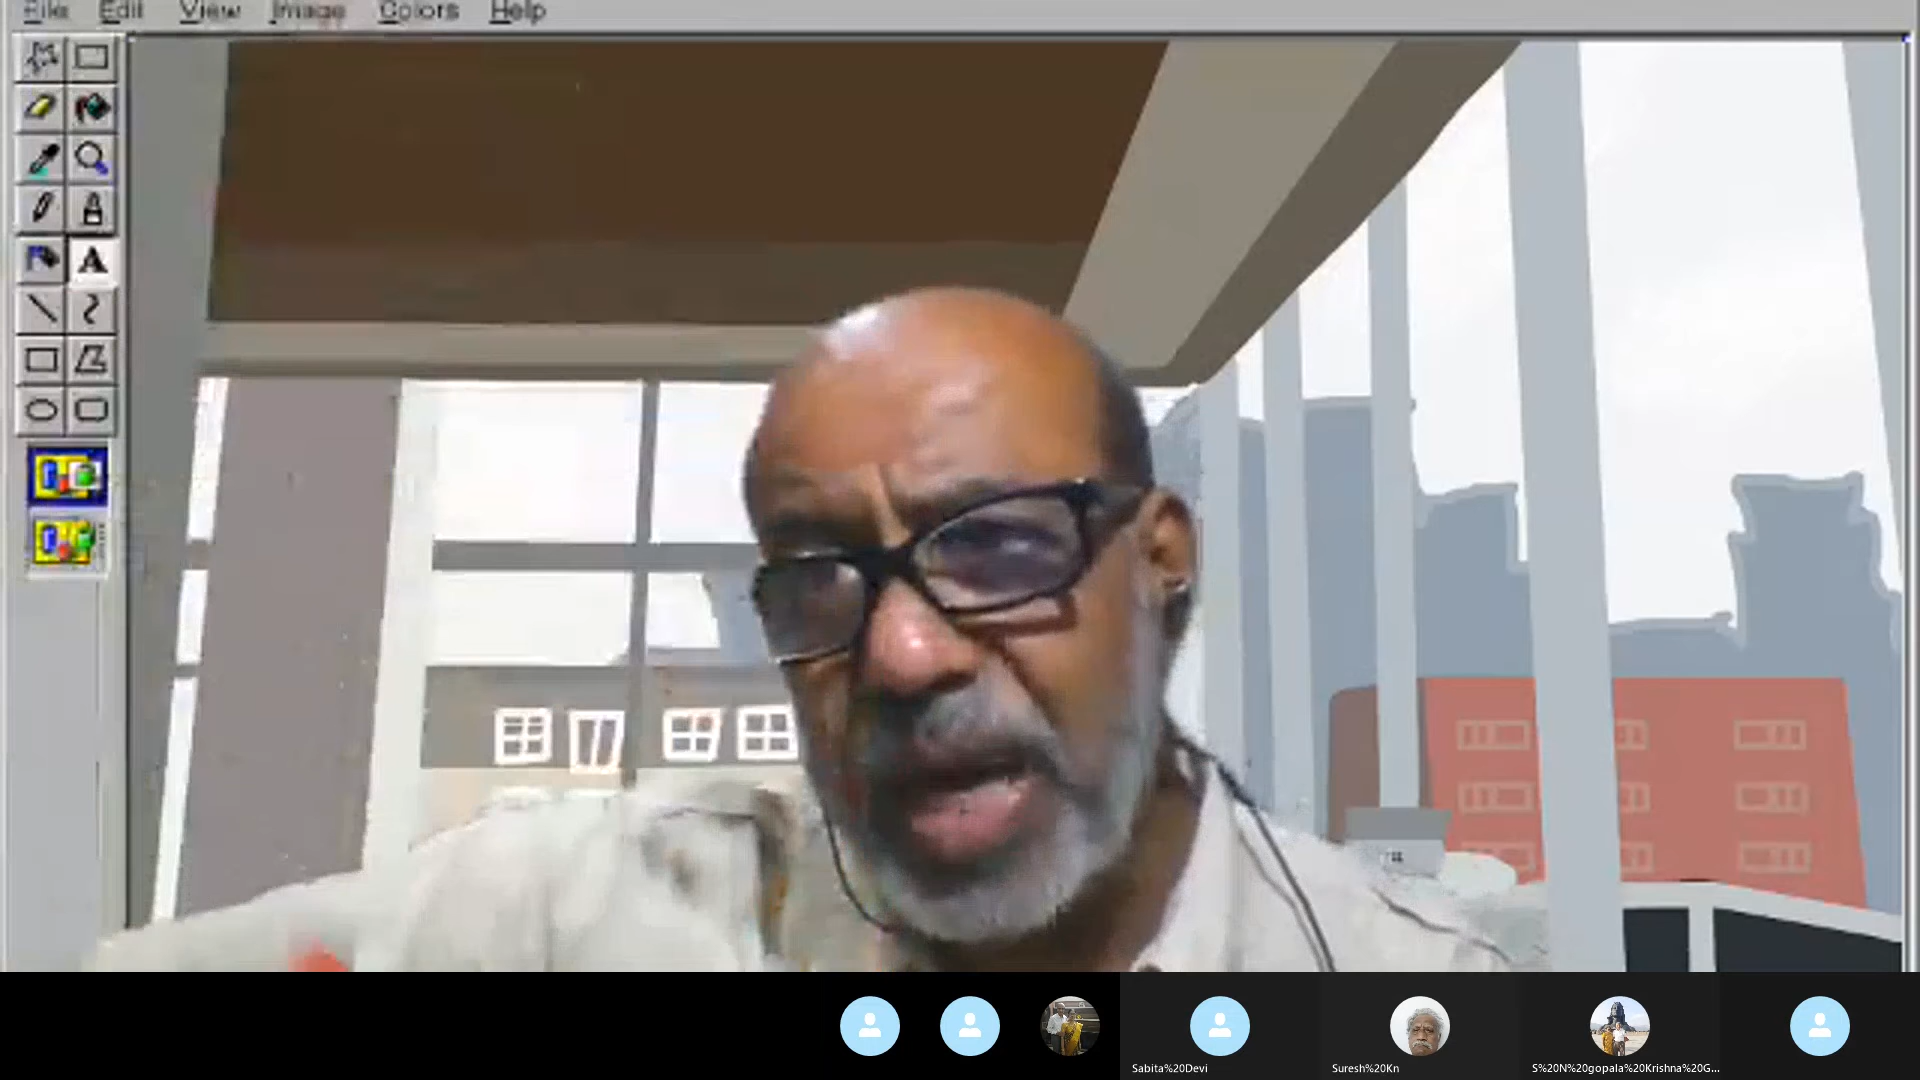 File Edit View Image Colors Help
A
Sabita%20Devi Suresh%20Kn S%20N%20gopala%20Krishna%20G...